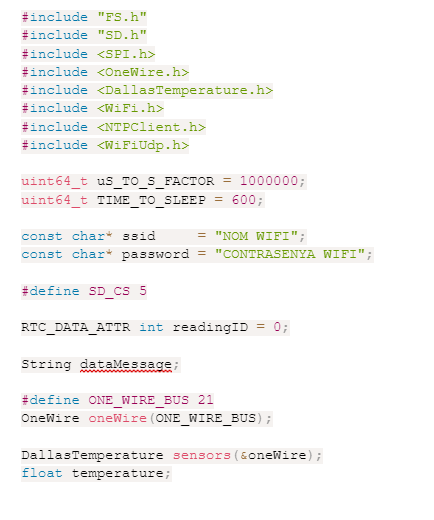 #include "FS.h"
#include "SD.h"
#include <SPI.h>
#include <OneWire.h>
#include <DallasTemperature.h>
#include <WiFi.h>
#include <NTPClient.h>
#include <WiFiUdp.h>
uint64_t uS_TO_S_FACTOR = 1000000;
uint64_t TIME_TO_SLEEP = 600;
const char* ssid     = "NOM WIFI";
const char* password = "CONTRASENYA WIFI";
#define SD_CS 5
RTC_DATA_ATTR int readingID = 0;
String dataMessage;
#define ONE_WIRE_BUS 21
OneWire oneWire(ONE_WIRE_BUS);
DallasTemperature sensors(&oneWire);
float temperature;